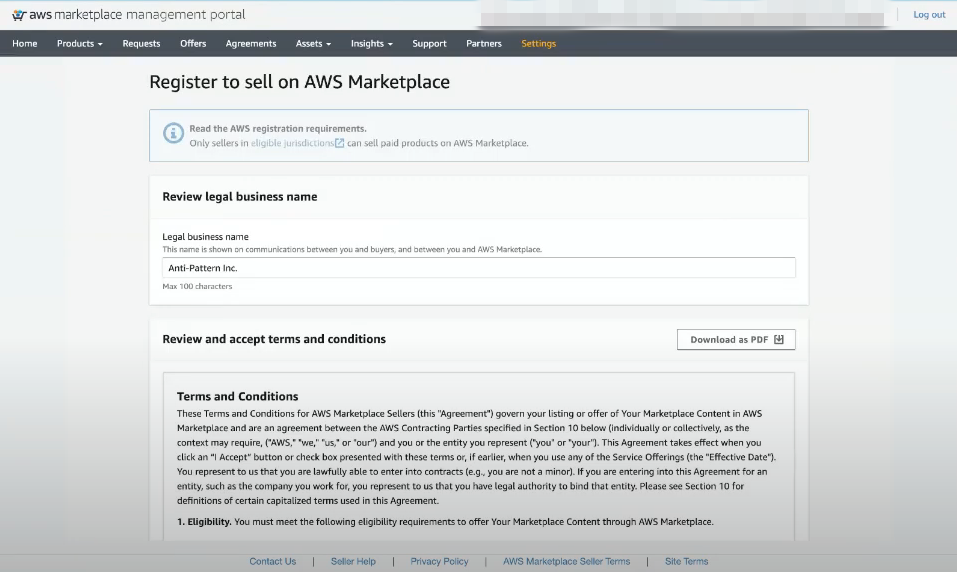 aws marketplace management portal
Log out
Home Products Requests Offers Agreements Assets Insights Support Partners Settings
Register to sell on AWS Marketplace
Read the AWS registration requirements.
Only sellers in eligible jurisdictions can sell paid products on AWS Marketplace.
Review legal business name
Legal business name
This name is shown on communications between you and buyers, and between you and AWS Marketplace.
Anti-Pattern Inc.
Max 100 characters
Review and accept terms and conditions
Download as PDF
Terms and Conditions
These Terms and Conditions for AWS Marketplace Sellers (this "Agreement") govern your listing or offer of Your Marketplace Content in AWS
Marketplace and are an agreement between the AWS Contracting Parties specified in Section 10 below (individually or collectively, as the
context may require, ("AWS," "we," "us," or "our") and you or the entity you represent ("you" or "your"). This Agreement takes effect when you
click an "I Accept" button or check box presented with these terms or, if earlier, when you use any of the Service Offerings (the "Effective Date").
You represent to us that you are lawfully able to enter into contracts (e.g., you are not a minor). If you are entering into this Agreement for an
entity, such as the company you work for, you represent to us that you have legal authority to bind that entity. Please see Section 10 for
definitions of certain capitalized terms used in this Agreement.
1. Eligibility. You must meet the following eligibility requirements to offer Your Marketplace Content through AWS Marketplace.
Contact Us | Seller Help | Privacy Policy | AWS Marketplace Seller Terms | Site Terms